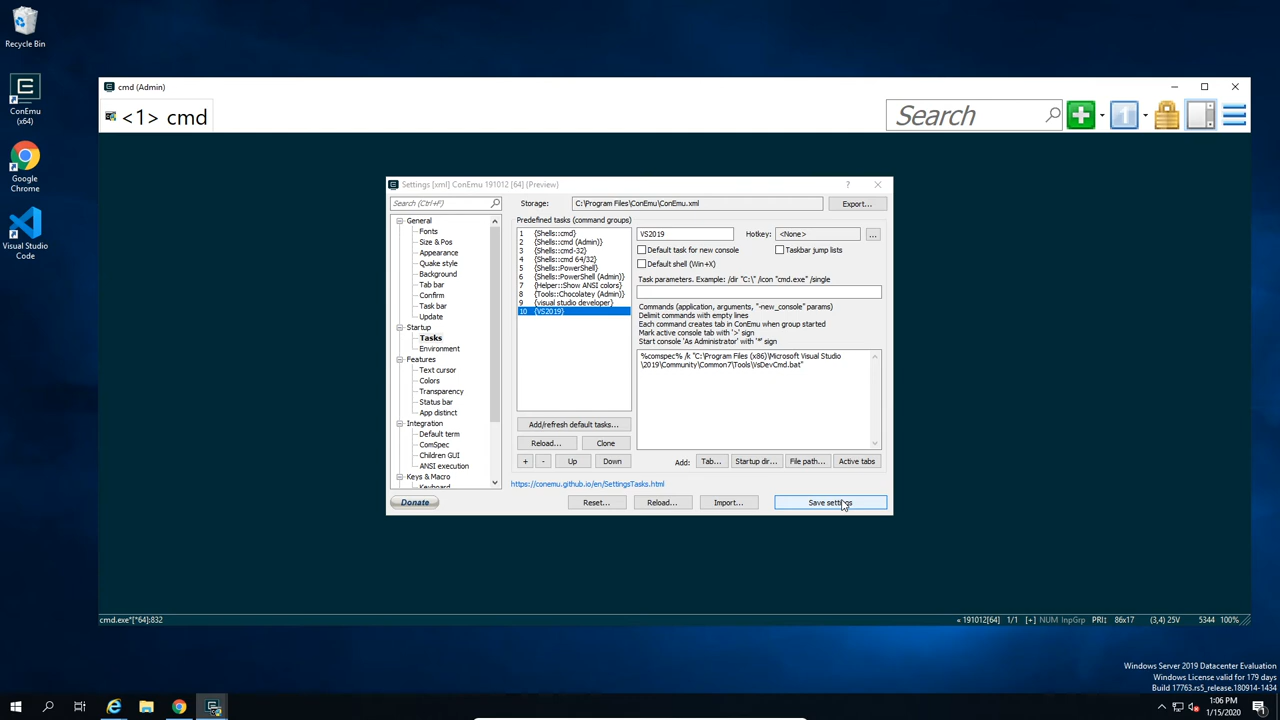 Recycle Bin
ConEmu
(x64)
Google
Chrome
Visual Studio
Code
cmd (Admin)
<1> cmd
Search
Settings [xml] ConEmu 191012 [64] {Preview}
?
Search (Ctrl+F)
General
Fonts
Size & Pos
Appearance
Quake style
Background
Tab bar
Confirm
Task bar
Update
Startup
Tasks
Environment
Features
Text cursor
Colors
Transparency
Status bar
App distinct
Integration
Default term
ComSpec
Children GUI
ANSI execution
Keys & Macro
Keyboard
Donate
Storage:
C:\Program Files\ConEmu\ConEmu.xml
Export...
Predefined tasks (command groups)
1 {Shells::cmd}
2 {Shells::cmd (Admin)}
3 {Shells::cmd-32}
4 {Shells::cmd 64/32}
5 {Shells::PowerShell}
6 {Shells::PowerShell (Admin)}
7 {Helper::Show ANSI colors}
8 {Tools::Chocolatey (Admin)}
9 {visual studio developer}
10 {VS2019}
Add/refresh default tasks...
Reload...
Clone
+
-
Up
Down
VS2019
Hotkey:
<None>
...
Default task for new console
Taskbar jump lists
Default shell (Win+X)
Task parameters. Example: /dir "C:\" /icon "cmd.exe" /single
Commands (application, arguments, "-new_console" params)
Delimit commands with empty lines
Each command creates tab in ConEmu when group started
Mark active console tab with '>' sign
Start console 'As Administrator' with '*' sign
%comspec% /k "C:\Program Files (x86)\Microsoft Visual Studio
\2019\Community\Common7\Tools\VsDevCmd.bat"
Add:
Tab...
Startup dir...
File path...
Active tabs
https://conemu.github.io/en/SettingsTasks.html
Reset...
Reload...
Import...
Save settings
cmd.exe*[*64]:832
« 191012[64]
1/1
[+]
NUM
InpGrp
PRI↕
86x17
(3,4) 25V
5344
100%
Windows Server 2019 Datacenter Evaluation
Windows License valid for 179 days
Build 17763.rs5_release.180914-1434
1:06 PM
1/15/2020
1